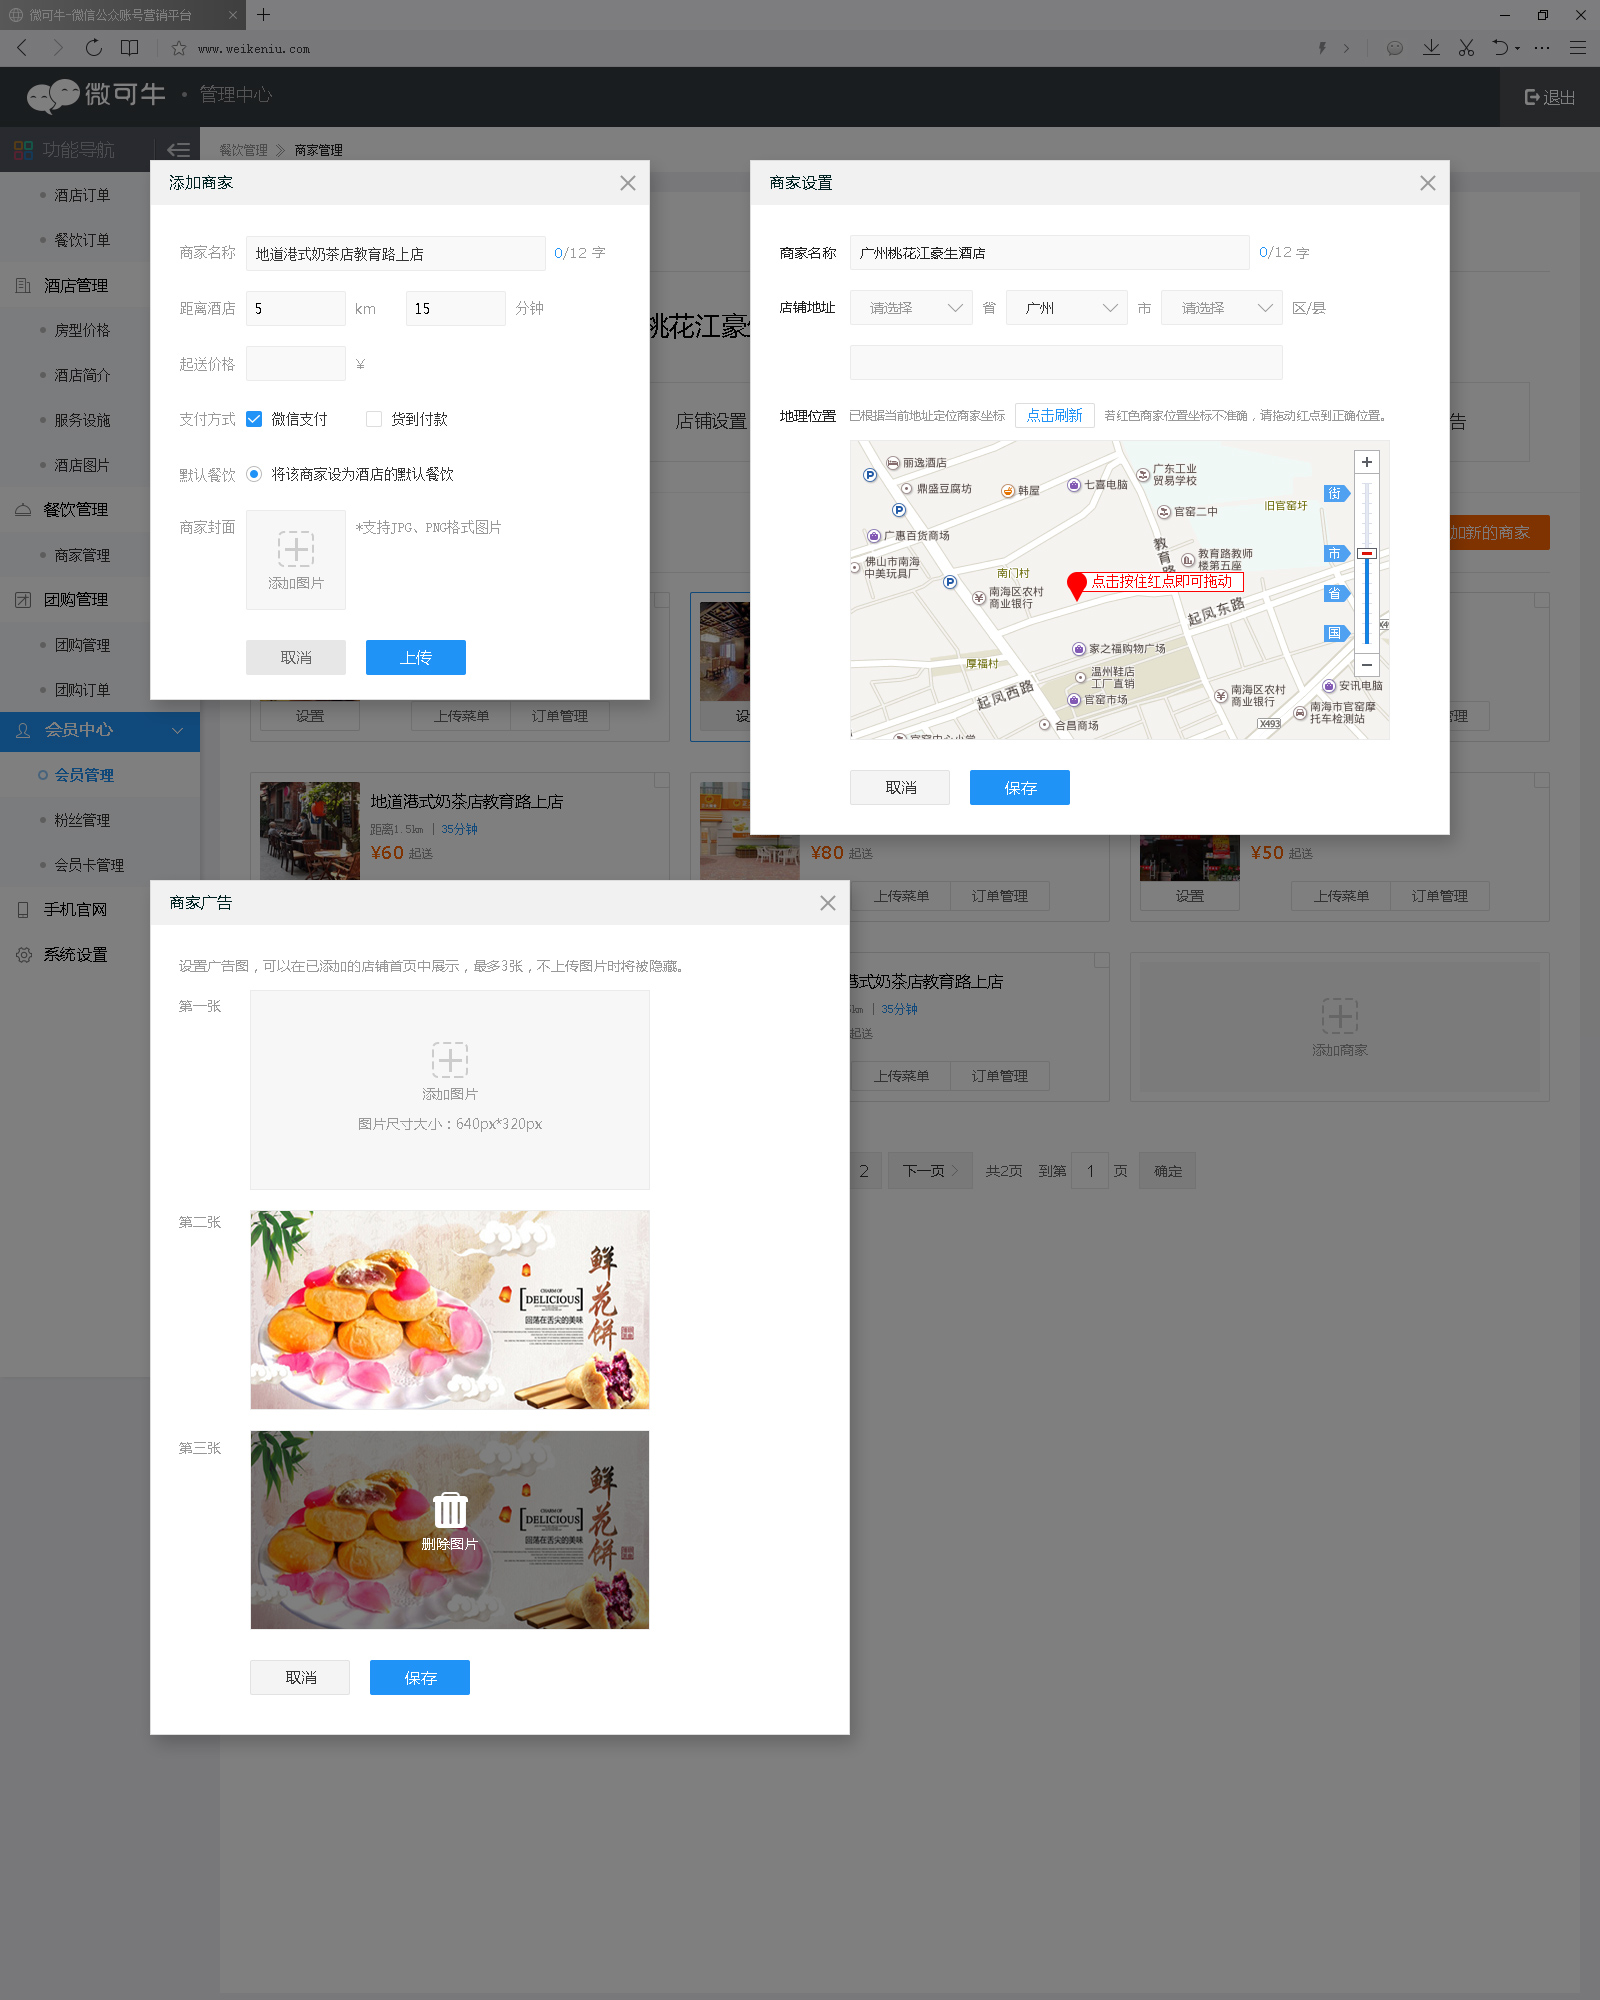 微可牛-微信公众账号营销平台
www.weikeniu.com
微可牛 · 管理中心
退出
功能导航
餐饮管理 > 商家管理
酒店订单
餐饮订单
酒店管理
房型价格
酒店简介
服务设施
酒店图片
餐饮管理
商家管理
团购管理
团购管理
团购订单
会员中心
会员管理
粉丝管理
会员卡管理
手机官网
系统设置
添加商家
商家名称 地道港式奶茶店教育路上店 0/12 字
距离酒店 5 km 15 分钟
起送价格 ¥
支付方式 微信支付 货到付款
默认餐饮 将该商家设为酒店的默认餐饮
商家封面 *支持JPG、PNG格式图片
添加图片
取消 上传
商家设置
商家名称 广州桃花江豪生酒店 0/12 字
店铺地址 请选择 省 广州 市 请选择 区/县
地理位置 已根据当前地址定位商家坐标 点击刷新 若红色商家位置坐标不准确，请拖动红点到正确位置。
丽逸酒店
鼎盛豆腐坊
韩屋
七喜电脑
广东工业
贸易学校
旧官窑圩
官窑二中
广惠百货商场
佛山市南海
中美玩具厂
教育路
教育路教师
楼第五座
南门村
南海区农村
商业银行
点击按住红点即可拖动
起凤东路
家之福购物广场
厚福村
温州鞋店
工厂直销
起凤西路
官窑市场
南海区农村
商业银行
安讯电脑
合昌商场
X493
南海市官窑摩
托车检测站
街
市
省
国
取消 保存
桃花江豪
店铺设置
告
加新的商家
设置 上传菜单 订单管理
地道港式奶茶店教育路上店
距离1.5km | 35分钟
¥60 起送
¥80 起送
上传菜单 订单管理
¥50 起送
设置 上传菜单 订单管理
港式奶茶店教育路上店
km | 35分钟
起送
上传菜单 订单管理
添加商家
2 下一页 共2页 到第 1 页 确定
商家广告
设置广告图，可以在已添加的店铺首页中展示，最多3张，不上传图片时将被隐藏。
第一张
添加图片
图片尺寸大小：640px*320px
第二张
鲜花饼
CHARM OF
DELICIOUS
回荡在舌尖的美味
第三张
鲜花饼
CHARM OF
DELICIOUS
回荡在舌尖的美味
删除图片
取消 保存